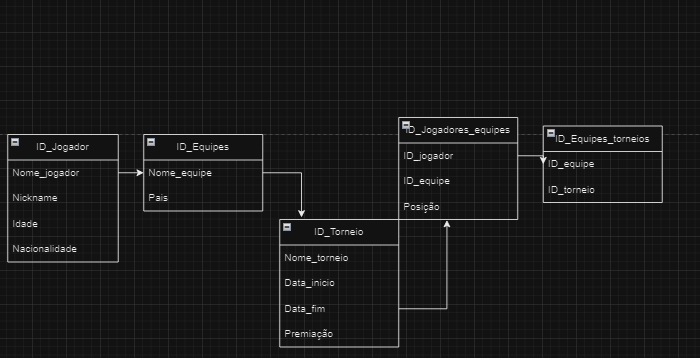 ID_Jogador
Nome_jogador
Nickname
Idade
Nacionalidade
ID_Equipes
Nome_equipe
Pais
ID_Torneio
Nome_torneio
Data_inicio
Data_fim
Premiação
ID_Jogadores_equipes
ID_jogador
ID_equipe
Posição
ID_Equipes_torneios
ID_equipe
ID_torneio